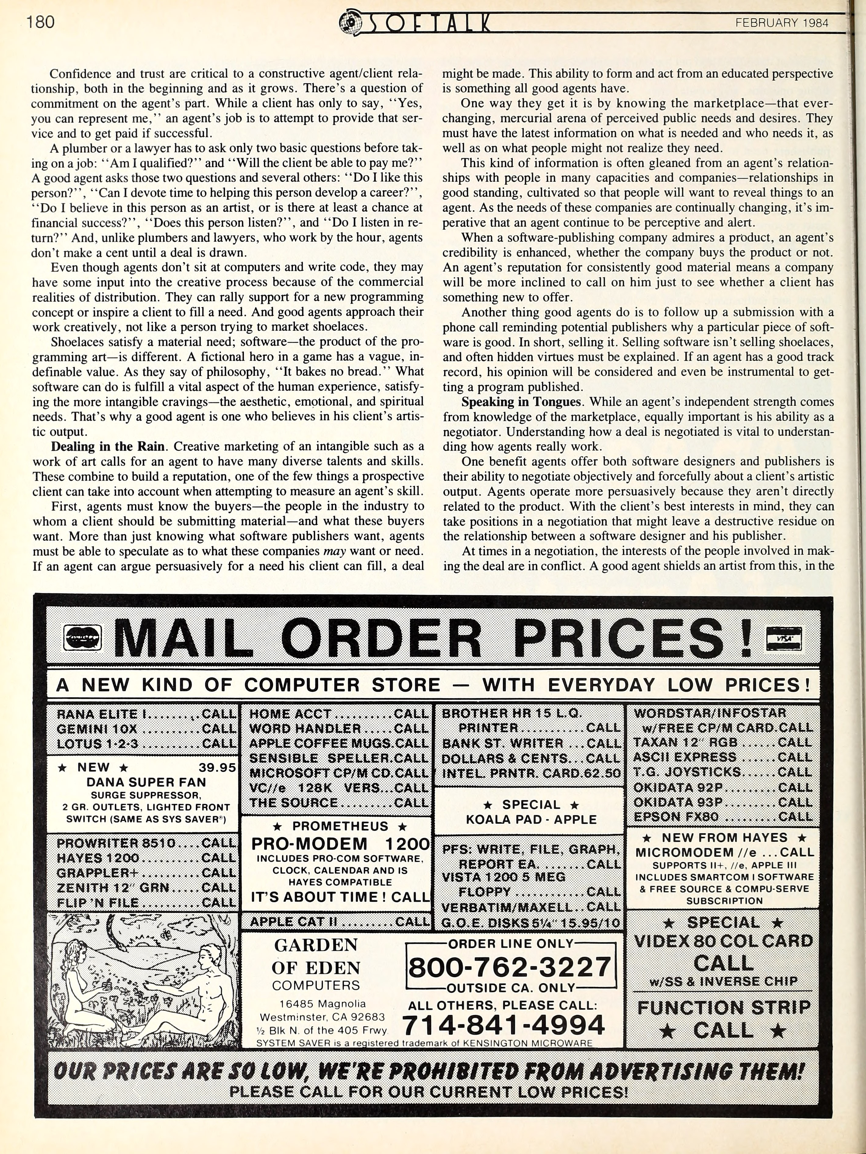 180
SOFTALK
FEBRUARY 1984
Confidence and trust are critical to a constructive agent/client rela-
tionship, both in the beginning and as it grows. There's a question of
commitment on the agent's part. While a client has only to say, "Yes,
you can represent me," an agent's job is to attempt to provide that ser-
vice and to get paid if successful.
A plumber or a lawyer has to ask only two basic questions before tak-
ing on a job: "Am I qualified?" and "Will the client be able to pay me?"
A good agent asks those two questions and several others: "Do I like this
person?", "Can I devote time to helping this person develop a career?",
"Do I believe in this person as an artist, or is there at least a chance at
financial success?", "Does this person listen?", and "Do I listen in re-
turn?" And, unlike plumbers and lawyers, who work by the hour, agents
don't make a cent until a deal is drawn.
Even though agents don't sit at computers and write code, they may
have some input into the creative process because of the commercial
realities of distribution. They can rally support for a new programming
concept or inspire a client to fill a need. And good agents approach their
work creatively, not like a person trying to market shoelaces.
Shoelaces satisfy a material need; software—the product of the pro-
gramming art—is different. A fictional hero in a game has a vague, in-
definable value. As they say of philosophy, "It bakes no bread." What
software can do is fulfill a vital aspect of the human experience, satisfy-
ing the more intangible cravings—the aesthetic, emotional, and spiritual
needs. That's why a good agent is one who believes in his client's artis-
tic output.
Dealing in the Rain. Creative marketing of an intangible such as a
work of art calls for an agent to have many diverse talents and skills.
These combine to build a reputation, one of the few things a prospective
client can take into account when attempting to measure an agent's skill.
First, agents must know the buyers—the people in the industry to
whom a client should be submitting material—and what these buyers
want. More than just knowing what software publishers want, agents
must be able to speculate as to what these companies may want or need.
If an agent can argue persuasively for a need his client can fill, a deal
might be made. This ability to form and act from an educated perspective
is something all good agents have.
One way they get it is by knowing the marketplace—that ever-
changing, mercurial arena of perceived public needs and desires. They
must have the latest information on what is needed and who needs it, as
well as on what people might not realize they need.
This kind of information is often gleaned from an agent's relation-
ships with people in many capacities and companies—relationships in
good standing, cultivated so that people will want to reveal things to an
agent. As the needs of these companies are continually changing, it's im-
perative that an agent continue to be perceptive and alert.
When a software-publishing company admires a product, an agent's
credibility is enhanced, whether the company buys the product or not.
An agent's reputation for consistently good material means a company
will be more inclined to call on him just to see whether a client has
something new to offer.
Another thing good agents do is to follow up a submission with a
phone call reminding potential publishers why a particular piece of soft-
ware is good. In short, selling it. Selling software isn't selling shoelaces,
and often hidden virtues must be explained. If an agent has a good track
record, his opinion will be considered and even be instrumental to get-
ting a program published.
Speaking in Tongues. While an agent's independent strength comes
from knowledge of the marketplace, equally important is his ability as a
negotiator. Understanding how a deal is negotiated is vital to understan-
ding how agents really work.
One benefit agents offer both software designers and publishers is
their ability to negotiate objectively and forcefully about a client's artistic
output. Agents operate more persuasively because they aren't directly
related to the product. With the client's best interests in mind, they can
take positions in a negotiation that might leave a destructive residue on
the relationship between a software designer and his publisher.
At times in a negotiation, the interests of the people involved in mak-
ing the deal are in conflict. A good agent shields an artist from this, in the
MAIL ORDER PRICES!
VISA
A NEW KIND OF COMPUTER STORE — WITH EVERYDAY LOW PRICES!
RANA ELITE I.........CALL
GEMINI 10X ..........CALL
LOTUS 1-2-3 .........CALL
★ NEW ★ 39.95
DANA SUPER FAN
SURGE SUPPRESSOR,
2 GR. OUTLETS, LIGHTED FRONT
SWITCH (SAME AS SYS SAVER®)
PROWRITER 8510....CALL
HAYES 1200..........CALL
GRAPPLER+..........CALL
ZENITH 12" GRN.....CALL
FLIP 'N FILE..........CALL
HOME ACCT..........CALL
WORD HANDLER.....CALL
APPLE COFFEE MUGS.CALL
SENSIBLE SPELLER.CALL
MICROSOFT CP/M CD.CALL
VC//e 128K VERS...CALL
THE SOURCE.........CALL
★ PROMETHEUS ★
PRO-MODEM 1200
INCLUDES PRO-COM SOFTWARE,
CLOCK, CALENDAR AND IS
HAYES COMPATIBLE
IT'S ABOUT TIME! CALL
APPLE CAT II .........CALL
BROTHER HR 15 L.Q.
PRINTER...........CALL
BANK ST. WRITER ...CALL
DOLLARS & CENTS...CALL
INTEL. PRNTR. CARD.62.50
★ SPECIAL ★
KOALA PAD - APPLE
PFS: WRITE, FILE, GRAPH,
REPORT EA. .......CALL
VISTA 1200 5 MEG
FLOPPY ...........CALL
VERBATIM/MAXELL..CALL
G.O.E. DISKS 5¼" 15.95/10
WORDSTAR/INFOSTAR
w/FREE CP/M CARD.CALL
TAXAN 12" RGB ......CALL
ASCII EXPRESS ......CALL
T.G. JOYSTICKS......CALL
OKIDATA 92P.........CALL
OKIDATA 93P.........CALL
EPSON FX80 .........CALL
★ NEW FROM HAYES ★
MICROMODEM //e ...CALL
SUPPORTS II+, //e, APPLE III
INCLUDES SMARTCOM I SOFTWARE
& FREE SOURCE & COMPU-SERVE
SUBSCRIPTION
★ SPECIAL ★
VIDEX 80 COL CARD
CALL
w/SS & INVERSE CHIP
FUNCTION STRIP
★ CALL ★
GARDEN
OF EDEN
COMPUTERS
16485 Magnolia
Westminster, CA 92683
½ Blk N. of the 405 Frwy
ORDER LINE ONLY
800-762-3227
OUTSIDE CA. ONLY
ALL OTHERS, PLEASE CALL:
714-841-4994
SYSTEM SAVER is a registered trademark of KENSINGTON MICROWARE
OUR PRICES ARE SO LOW, WE'RE PROHIBITED FROM ADVERTISING THEM!
PLEASE CALL FOR OUR CURRENT LOW PRICES!